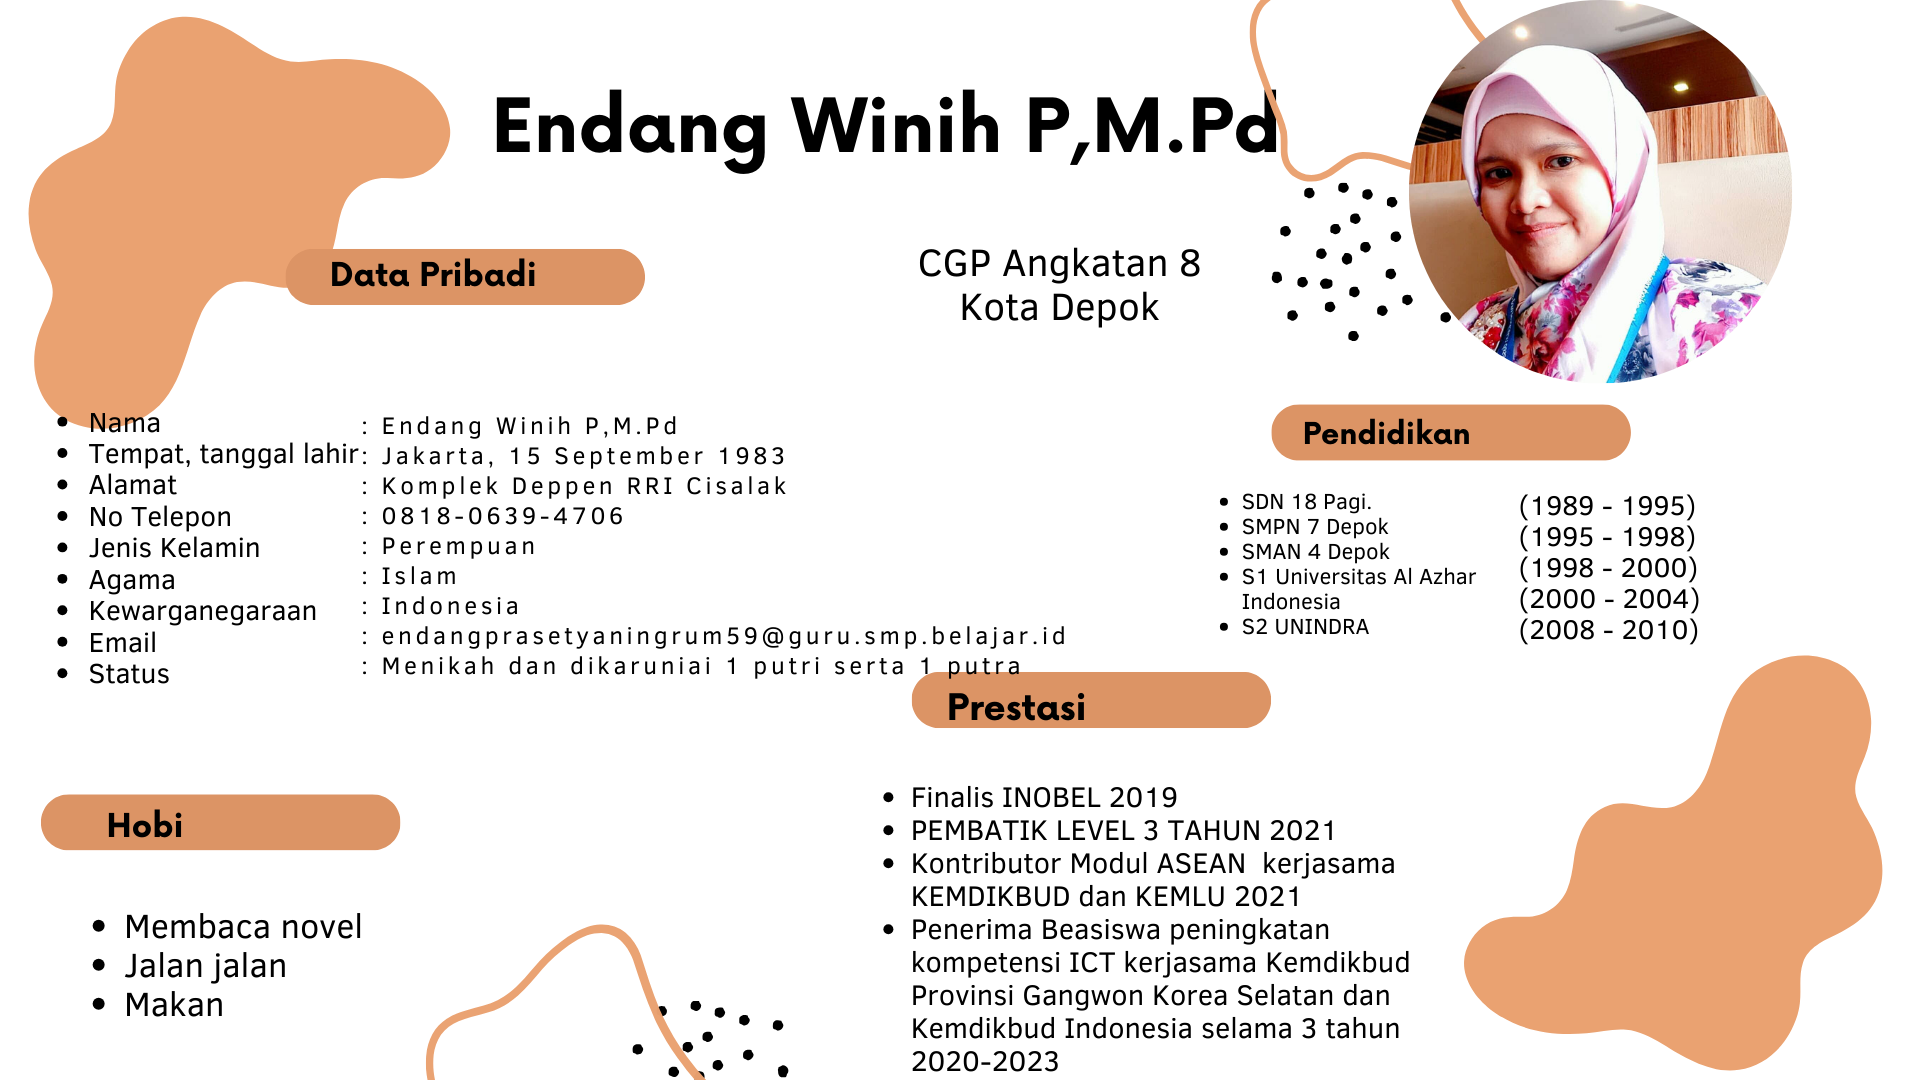 Endang Winih P,M.Pd
CGP Angkatan 8
Kota Depok
Data Pribadi
• Nama : Endang Winih P,M.Pd
• Tempat, tanggal lahir : Jakarta, 15 September 1983
• Alamat : Komplek Deppen RRI Cisalak
• No Telepon : 0818-0639-4706
• Jenis Kelamin : Perempuan
• Agama : Islam
• Kewarganegaraan : Indonesia
• Email : endangprasetyaningrum59@guru.smp.belajar.id
• Status : Menikah dan dikaruniai 1 putri serta 1 putra
Pendidikan
• SDN 18 Pagi. (1989 - 1995)
• SMPN 7 Depok (1995 - 1998)
• SMAN 4 Depok (1998 - 2000)
• S1 Universitas Al Azhar (2000 - 2004)
Indonesia
• S2 UNINDRA (2008 - 2010)
Prestasi
• Finalis INOBEL 2019
• PEMBATIK LEVEL 3 TAHUN 2021
• Kontributor Modul ASEAN  kerjasama
KEMDIKBUD dan KEMLU 2021
• Penerima Beasiswa peningkatan
kompetensi ICT kerjasama Kemdikbud
Provinsi Gangwon Korea Selatan dan
Kemdikbud Indonesia selama 3 tahun
2020-2023
Hobi
• Membaca novel
• Jalan jalan
• Makan